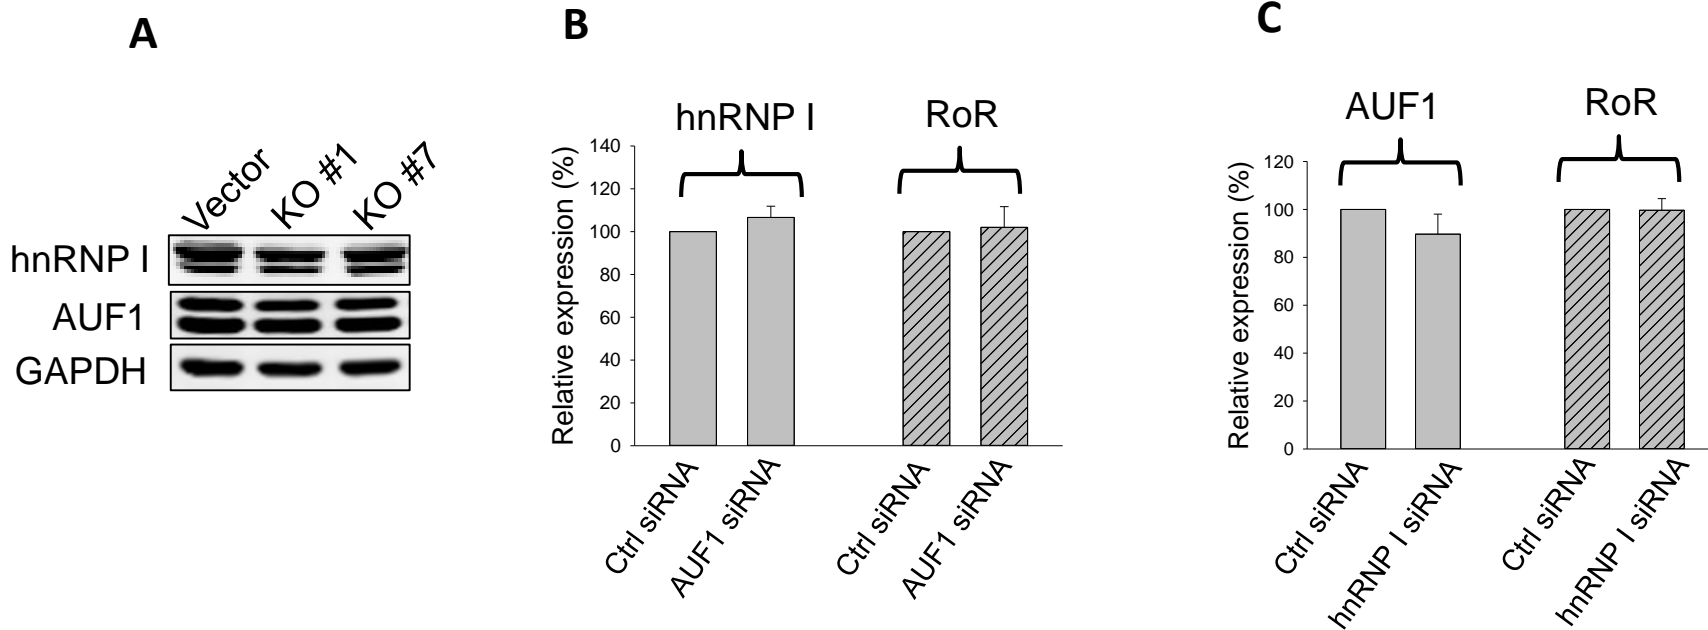 A
Vector
KO #1
KO #7
hnRNP I
AUF1
GAPDH
B
hnRNP I
RoR
Relative expression (%)
140
120
100
80
60
40
20
0
Ctrl siRNA
AUF1 siRNA
Ctrl siRNA
AUF1 siRNA
C
AUF1
RoR
Relative expression (%)
120
100
80
60
40
20
0
Ctrl siRNA
hnRNP I siRNA
Ctrl siRNA
hnRNP I siRNA